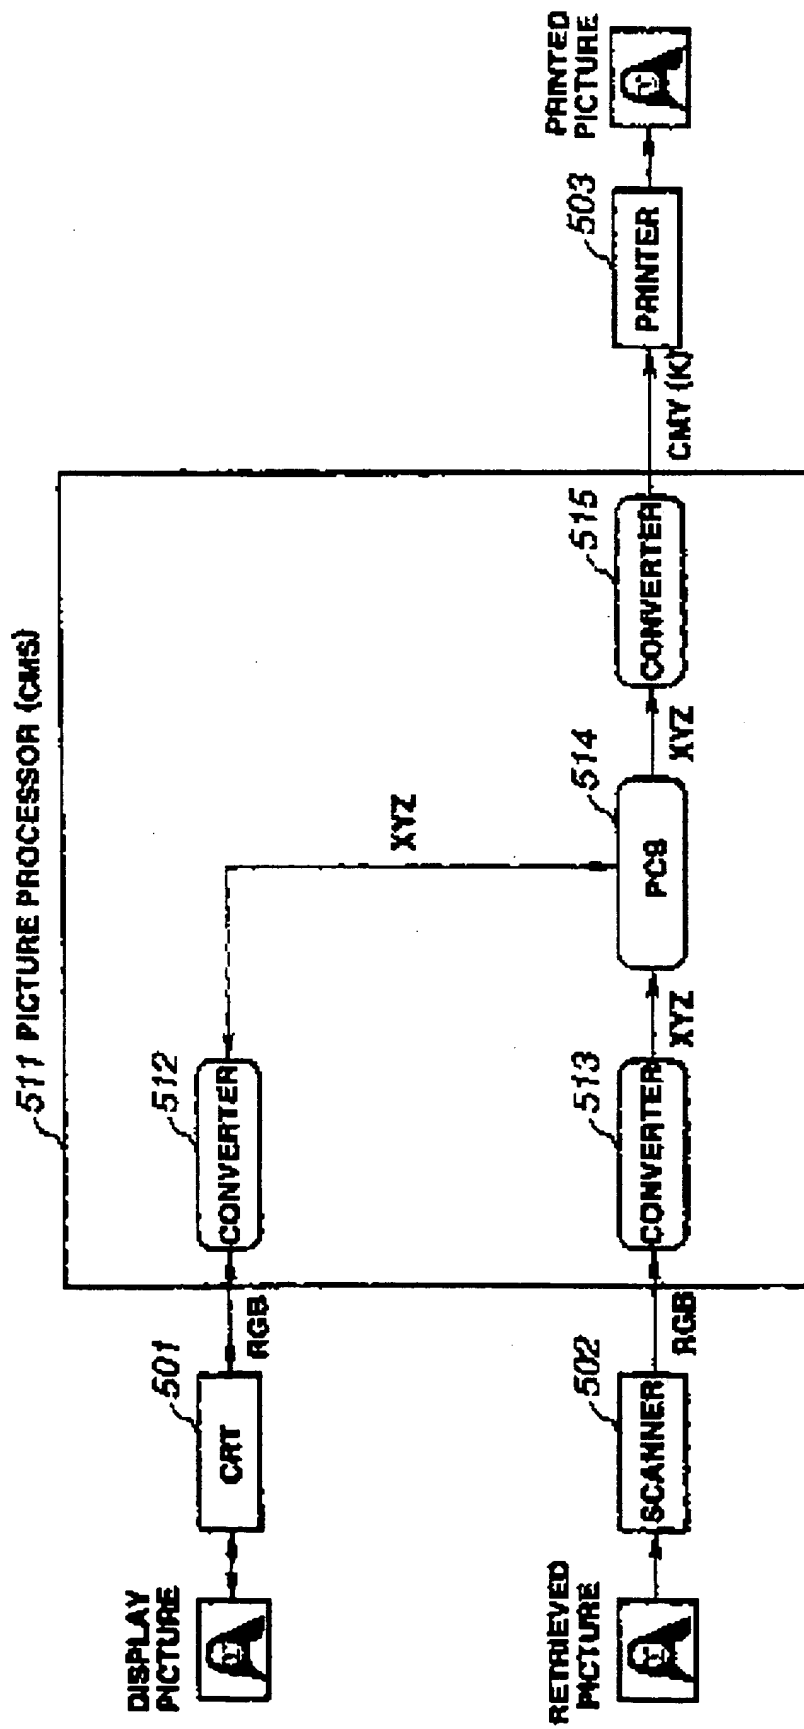 511 PICTURE PROCESSOR (CMS)
DISPLAY
PICTURE
501
CRT
RGB
512
CONVERTER
XYZ
RETRIEVED
PICTURE
502
SCANNER
RGB
513
CONVERTER
XYZ
514
PCS
XYZ
515
CONVERTER
CMY (K)
503
PRINTER
PRINTED
PICTURE